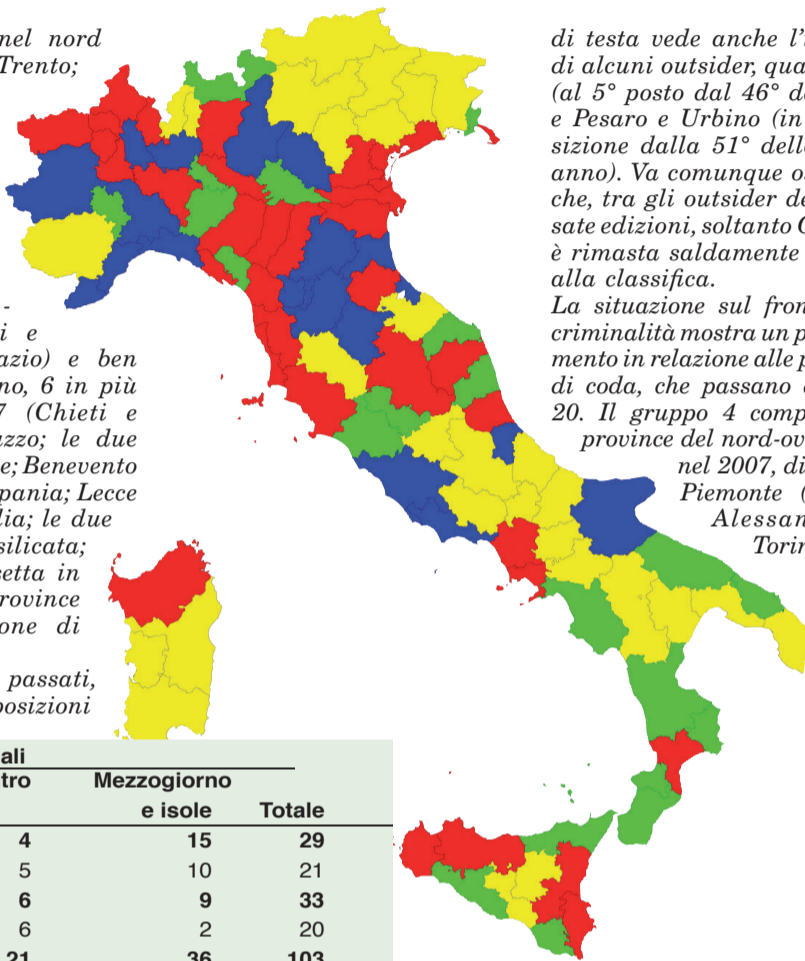 nel nord
Trento;
i e
azio) e ben
no, 6 in più
7 (Chieti e
azzo; le due
e; Benevento
pania; Lecce
lia; le due
silicata;
setta in
rovince
one di
passati,
posizioni
di testa vede anche l'i
di alcuni outsider, qua
(al 5° posto dal 46° de
e Pesaro e Urbino (in
sizione dalla 51° dell
anno). Va comunque os
che, tra gli outsider de
sate edizioni, soltanto
è rimasta saldamente
alla classifica.
La situazione sul fron
criminalità mostra un p
mento in relazione alle p
di coda, che passano
20. Il gruppo 4 comp
province del nord-ov
nel 2007, di
Piemonte (
Alessan
Torin
ali
tro Mezzogiorno
e isole Totale
4 15 29
5 10 21
6 9 33
6 2 20
21 36 103